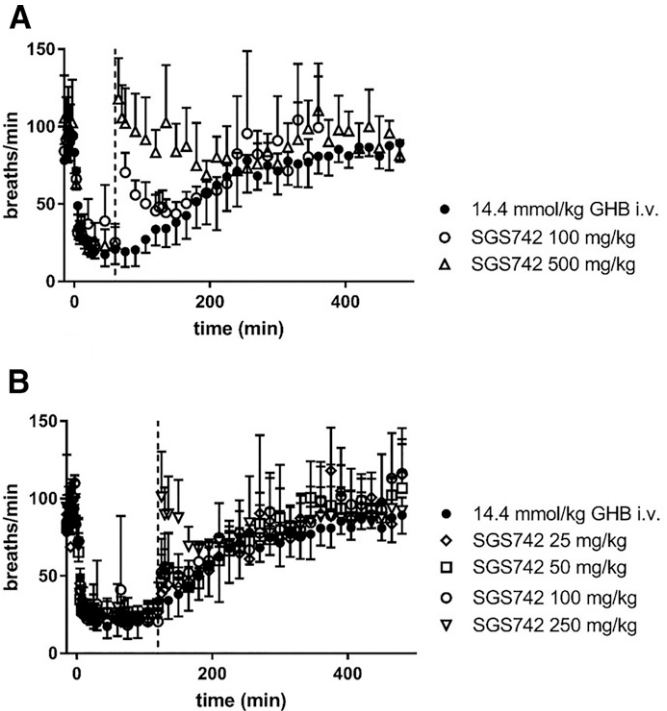 A
150
100
50
0
breaths/min
0
200
400
time (min)
14.4 mmol/kg GHB i.v.
SGS742 100 mg/kg
SGS742 500 mg/kg
B
150
100
50
0
breaths/min
0
200
400
time (min)
14.4 mmol/kg GHB i.v.
SGS742 25 mg/kg
SGS742 50 mg/kg
SGS742 100 mg/kg
SGS742 250 mg/kg